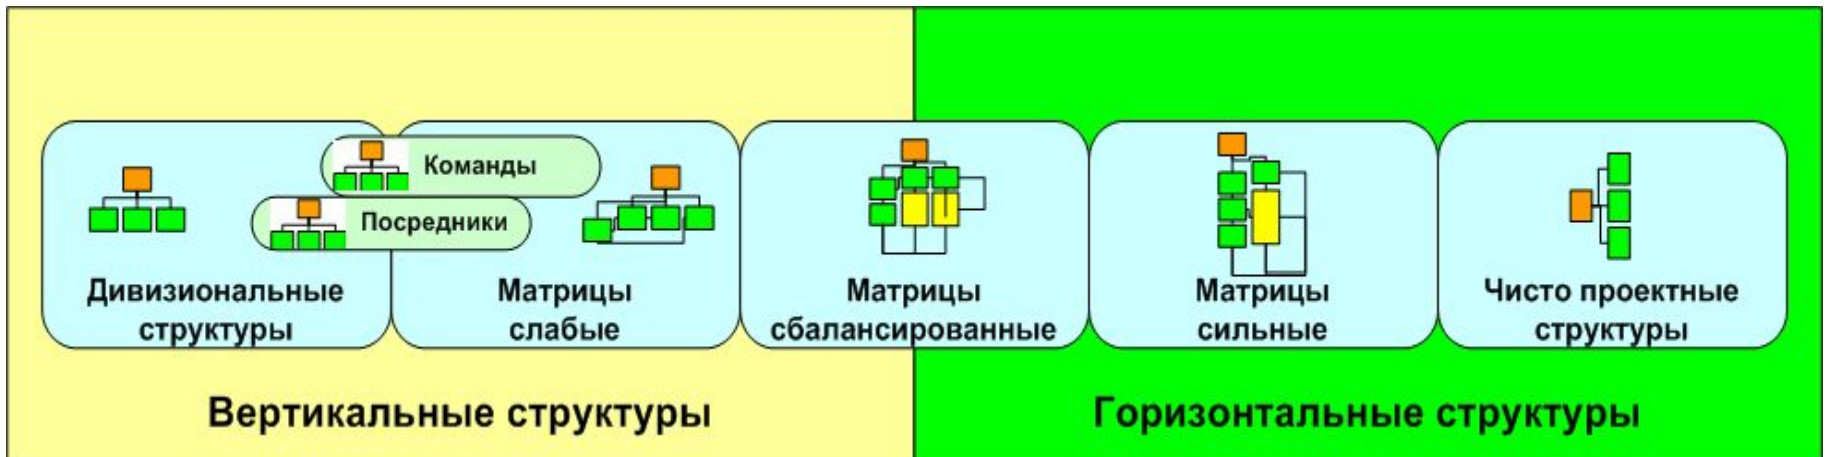 Команды
Посредники
Дивизиональные
структуры
Матрицы
слабые
Матрицы
сбалансированные
Матрицы
сильные
Чисто проектные
структуры
Вертикальные структуры
Горизонтальные структуры